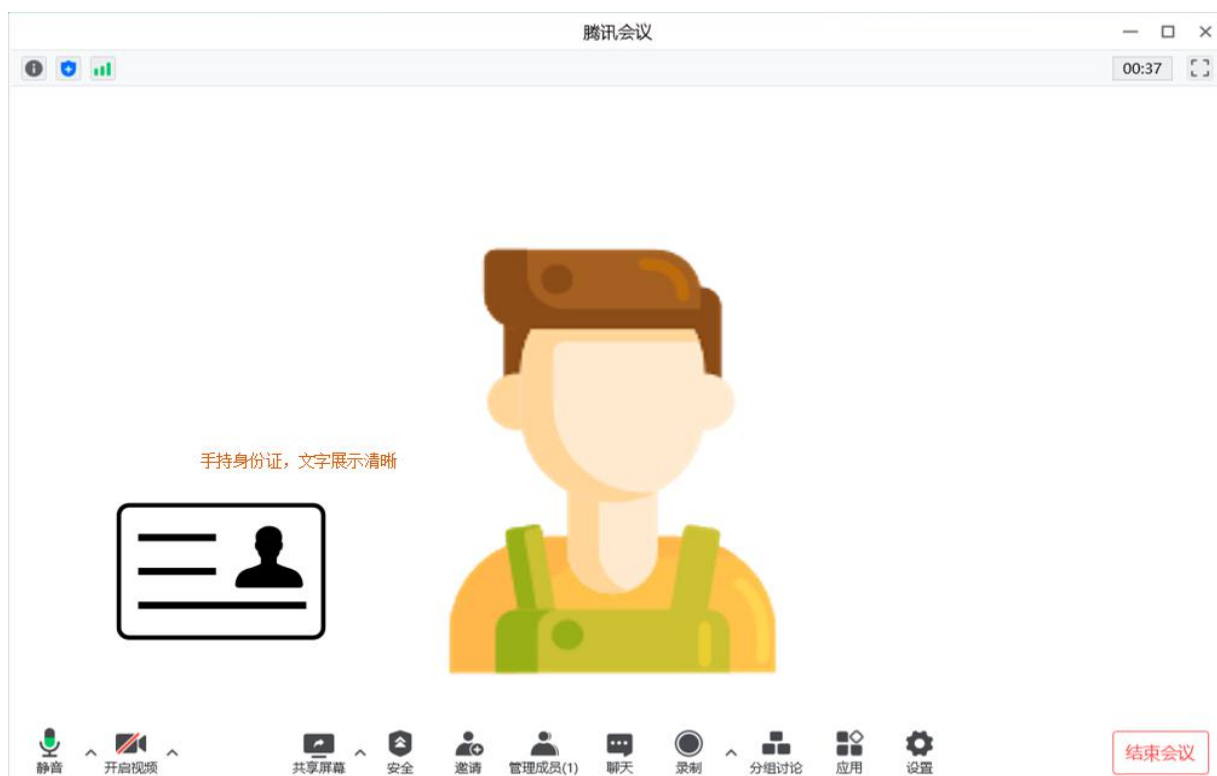 腾讯会议
00:37
手持身份证，文字展示清晰
静音
开启视频
共享屏幕
安全
邀请
管理成员(1)
聊天
录制
分组讨论
应用
设置
结束会议